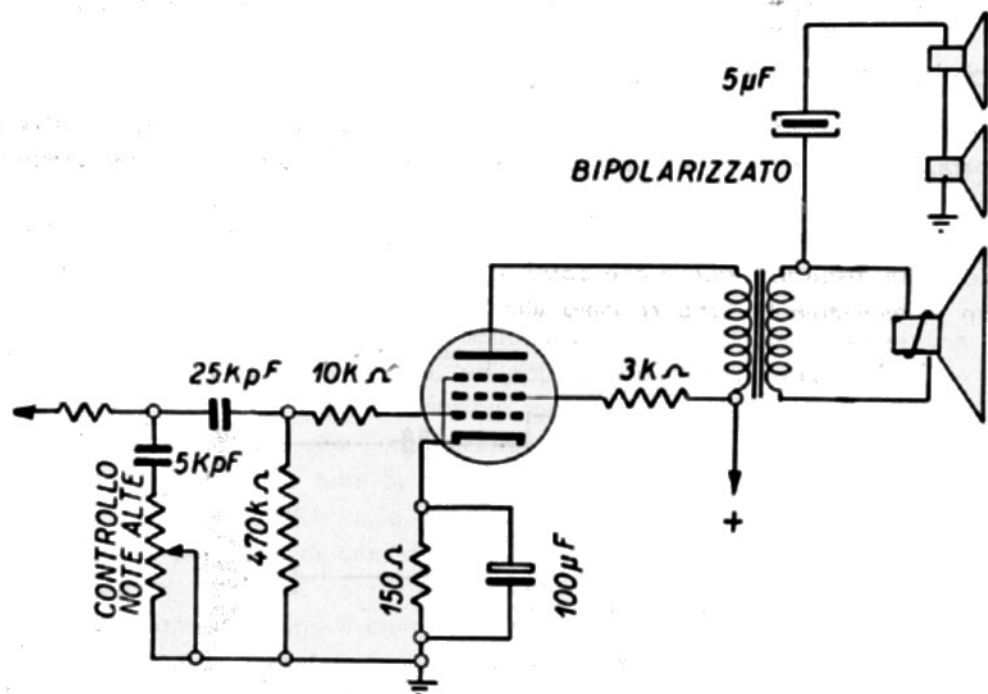 5µF
BIPOLARIZZATO
25KpF
10KΩ
3KΩ
5KpF
CONTROLLO
NOTE ALTE
470KΩ
150Ω
100µF
+